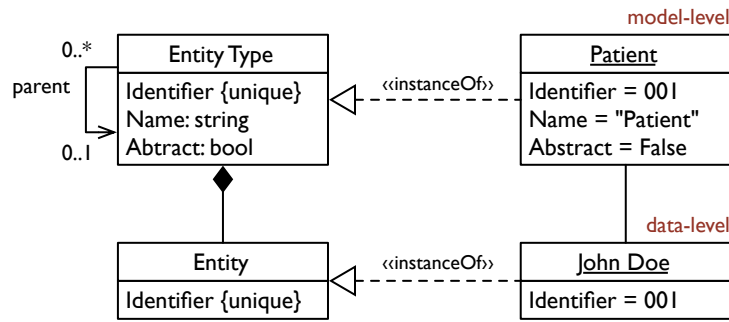 model-level
0..*
Entity Type
Patient
parent
Identifier {unique}
Name: string
Abtract: bool
‹‹instanceOf››
Identifier = 001
Name = "Patient"
Abstract = False
0..1
data-level
Entity
‹‹instanceOf››
John Doe
Identifier {unique}
Identifier = 001